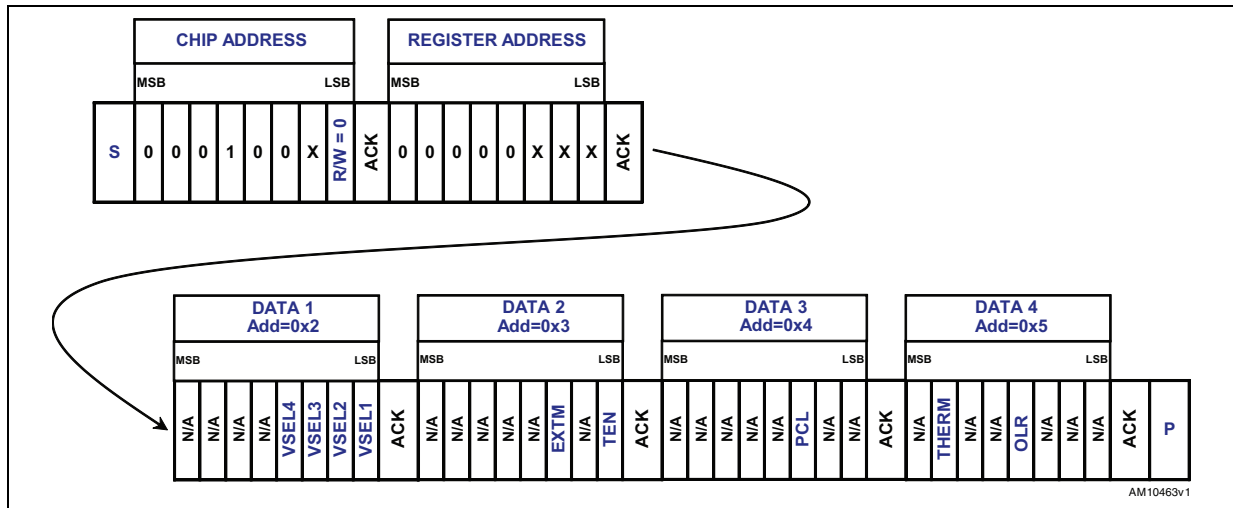 CHIP ADDRESS REGISTER ADDRESS
MSB LSB MSB LSB
S 0 0 0 1 0 0 X R/W = 0 ACK 0 0 0 0 0 X X X ACK
DATA 1 DATA 2 DATA 3 DATA 4
Add=0x2 Add=0x3 Add=0x4 Add=0x5
MSB LSB MSB LSB MSB LSB MSB LSB
N/A N/A N/A N/A VSEL4 VSEL3 VSEL2 VSEL1 ACK N/A N/A N/A N/A N/A EXTM N/A TEN ACK N/A N/A N/A N/A N/A PCL N/A N/A ACK N/A THERM N/A N/A OLR N/A N/A N/A ACK P
AM10463v1